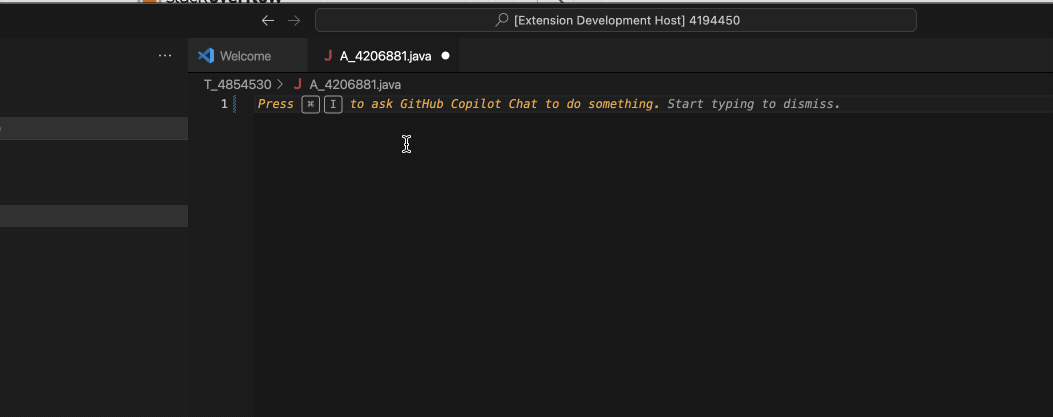 [Extension Development Host] 4194450
Welcome
J A_4206881.java
T_4854530 > J A_4206881.java
1 Press ⌘ I to ask GitHub Copilot Chat to do something. Start typing to dismiss.